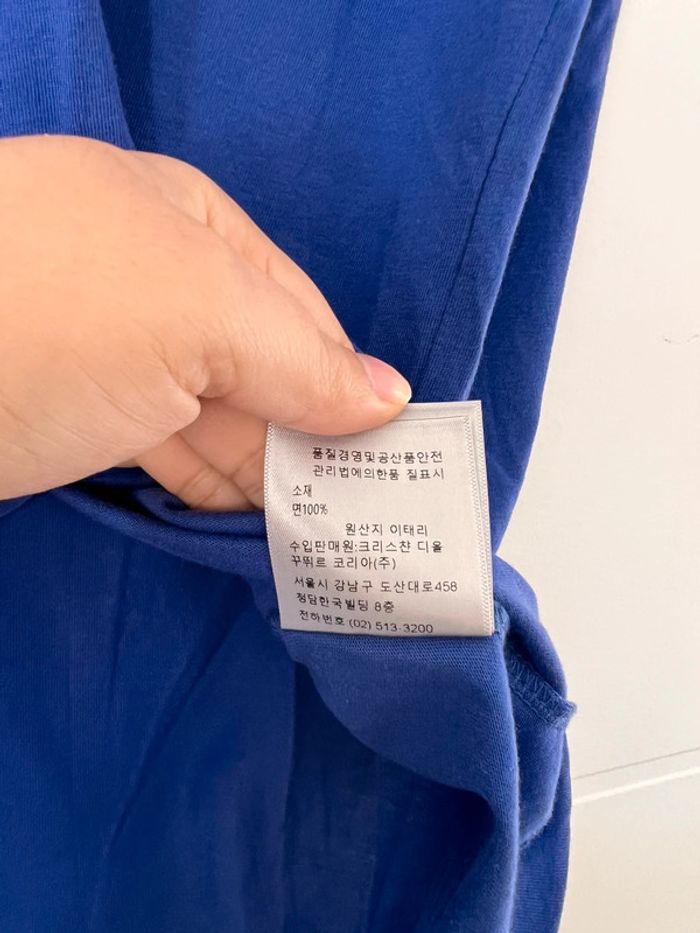 품질경영및공산품안전
관리법에의한품 질표시
소재
면100%
원산지 이태리
수입판매원:크리스챤 디올
꾸뛰르 코리아(주)
서울시 강남구 도산대로458
청담한국빌딩 8층
전하번호 (02) 513-3200